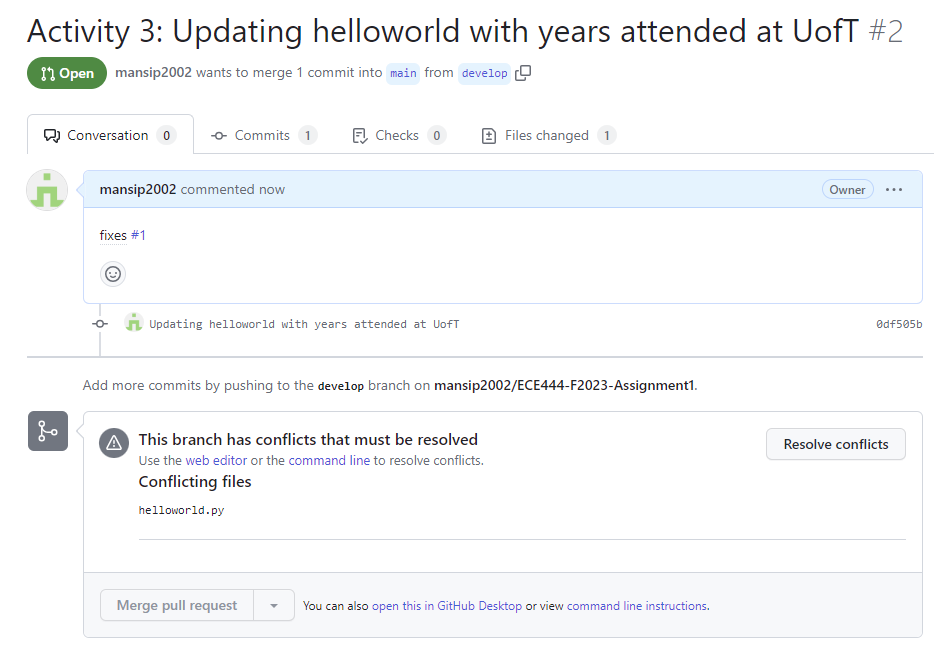 Activity 3: Updating helloworld with years attended at UofT #2
Open mansip2002 wants to merge 1 commit into main from develop
Conversation 0 Commits 1 Checks 0 Files changed 1
mansip2002 commented now Owner
fixes #1
Updating helloworld with years attended at UofT 0df505b
Add more commits by pushing to the develop branch on mansip2002/ECE444-F2023-Assignment1.
This branch has conflicts that must be resolved
Resolve conflicts
Use the web editor or the command line to resolve conflicts.
Conflicting files
helloworld.py
Merge pull request You can also open this in GitHub Desktop or view command line instructions.